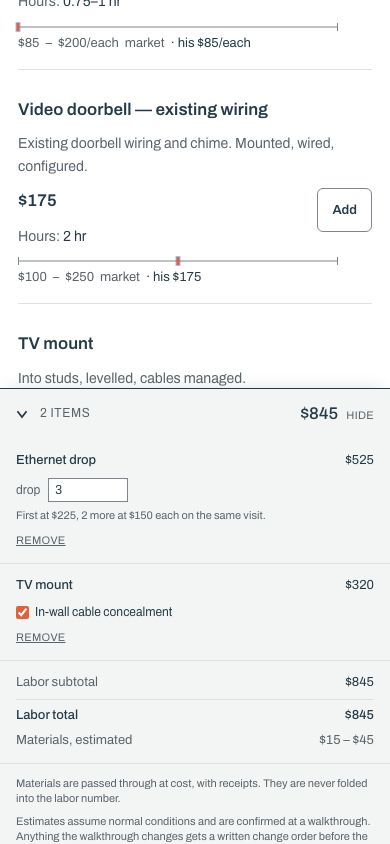 Hours: 0.75–1 hr
$85 – $200/each market · his $85/each
Video doorbell — existing wiring
Existing doorbell wiring and chime. Mounted, wired,
configured.
$175
Add
Hours: 2 hr
$100 – $250 market · his $175
TV mount
Into studs, levelled, cables managed.
2 ITEMS $845 HIDE
Ethernet drop $525
drop 3
First at $225, 2 more at $150 each on the same visit.
REMOVE
TV mount $320
In-wall cable concealment
REMOVE
Labor subtotal $845
Labor total $845
Materials, estimated $15 – $45
Materials are passed through at cost, with receipts. They are never folded
into the labor number.
Estimates assume normal conditions and are confirmed at a walkthrough.
Anything the walkthrough changes gets a written change order before the